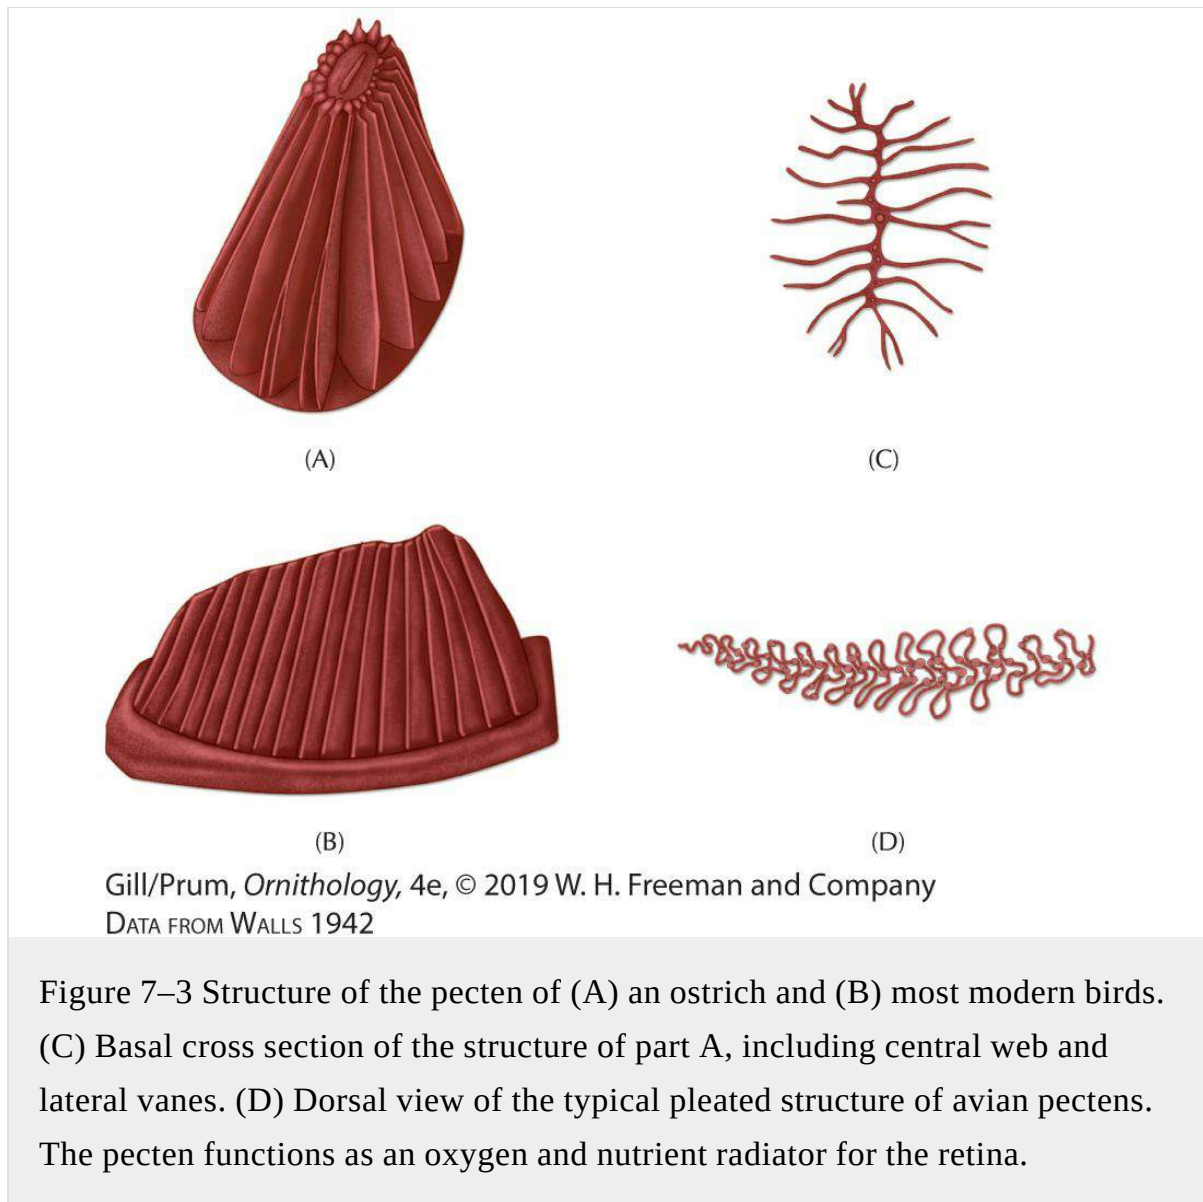 (A)
(C)
(B)
(D)
Gill/Prum, Ornithology, 4e, © 2019 W. H. Freeman and Company
DATA FROM WALLS 1942
Figure 7–3 Structure of the pecten of (A) an ostrich and (B) most modern birds.
(C) Basal cross section of the structure of part A, including central web and
lateral vanes. (D) Dorsal view of the typical pleated structure of avian pectens.
The pecten functions as an oxygen and nutrient radiator for the retina.